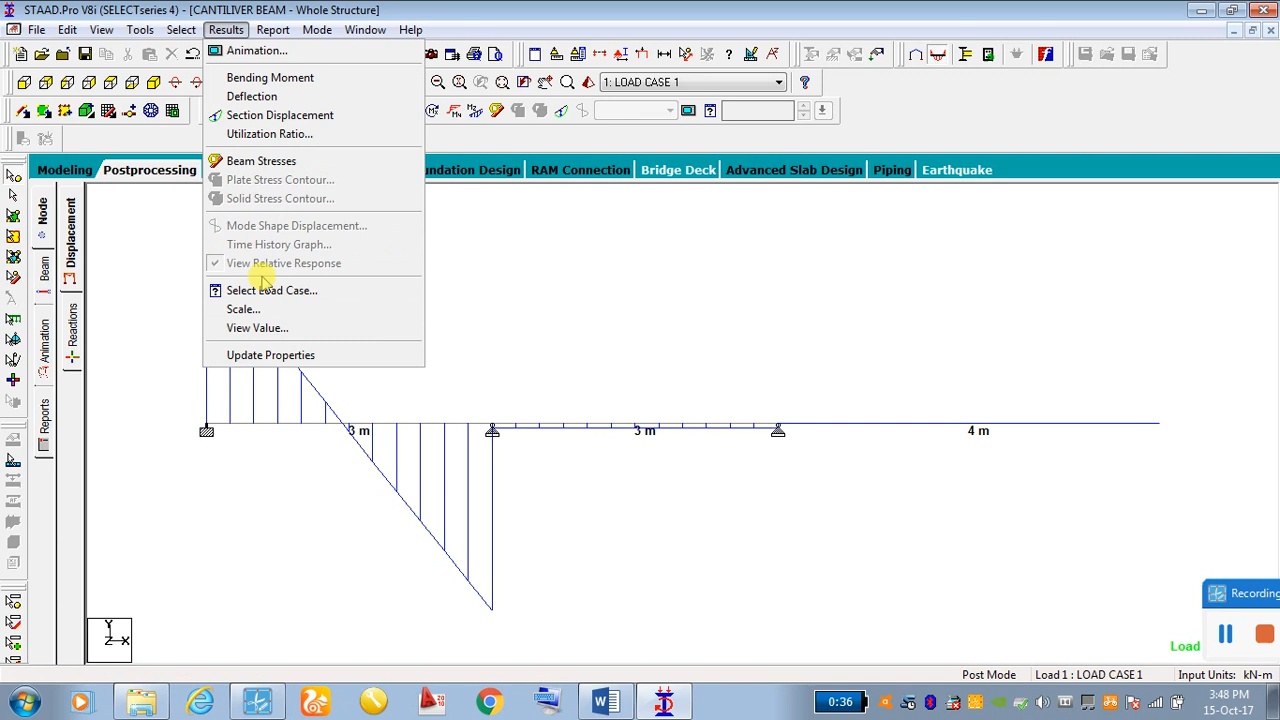 STAAD.Pro V8i (SELECTseries 4) - [CANTILIVER BEAM - Whole Structure]
File Edit View Tools Select Results Report Mode Window Help
1: LOAD CASE 1
Modeling Postprocessing undation Design RAM Connection Bridge Deck Advanced Slab Design Piping Earthquake
Animation...
Bending Moment
Deflection
Section Displacement
Utilization Ratio...
Beam Stresses
Plate Stress Contour...
Solid Stress Contour...
Mode Shape Displacement...
Time History Graph...
View Relative Response
Select Load Case...
Scale...
View Value...
Update Properties
Node
Beam
Animation
Reports
Displacement
Reactions
3 m 3 m 4 m
Recording
Y
Z X
Load
Post Mode Load 1 : LOAD CASE 1 Input Units: kN-m
0:36
3:48 PM
15-Oct-17